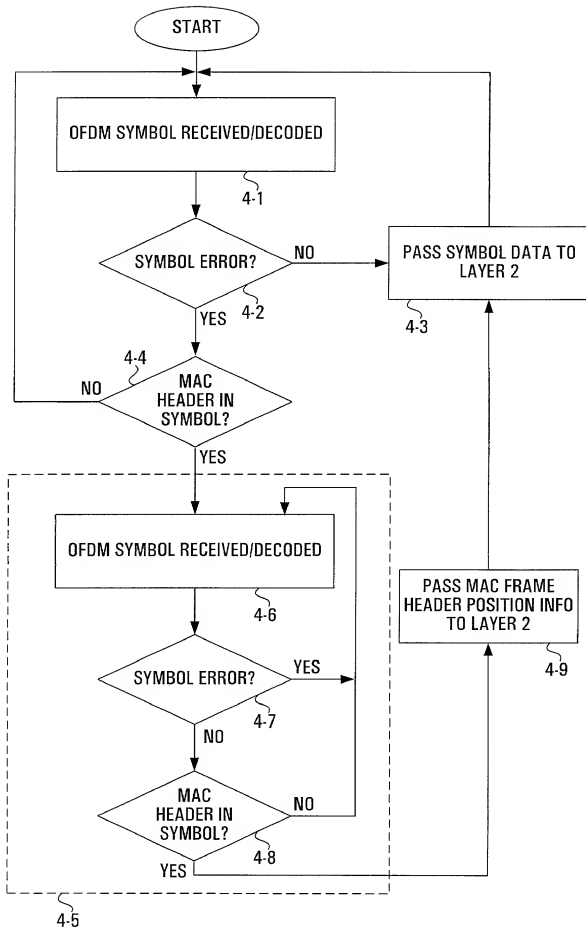 START
OFDM SYMBOL RECEIVED/DECODED
4-1
SYMBOL ERROR?
NO
4-2
YES
PASS SYMBOL DATA TO
LAYER 2
4-3
4-4
NO
MAC
HEADER IN
SYMBOL?
YES
OFDM SYMBOL RECEIVED/DECODED
4-6
SYMBOL ERROR?
YES
4-7
NO
PASS MAC FRAME
HEADER POSITION INFO
TO LAYER 2
4-9
MAC
HEADER IN
SYMBOL?
NO
4-8
YES
4-5